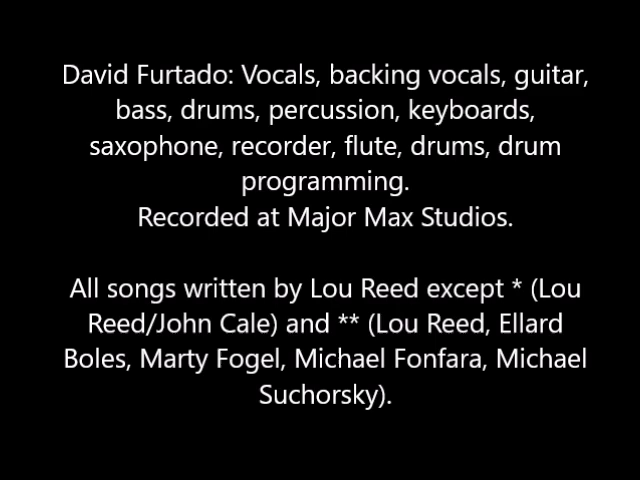 David Furtado: Vocals, backing vocals, guitar,
bass, drums, percussion, keyboards,
saxophone, recorder, flute, drums, drum
programming.
Recorded at Major Max Studios.
All songs written by Lou Reed except * (Lou
Reed/John Cale) and ** (Lou Reed, Ellard
Boles, Marty Fogel, Michael Fonfara, Michael
Suchorsky).